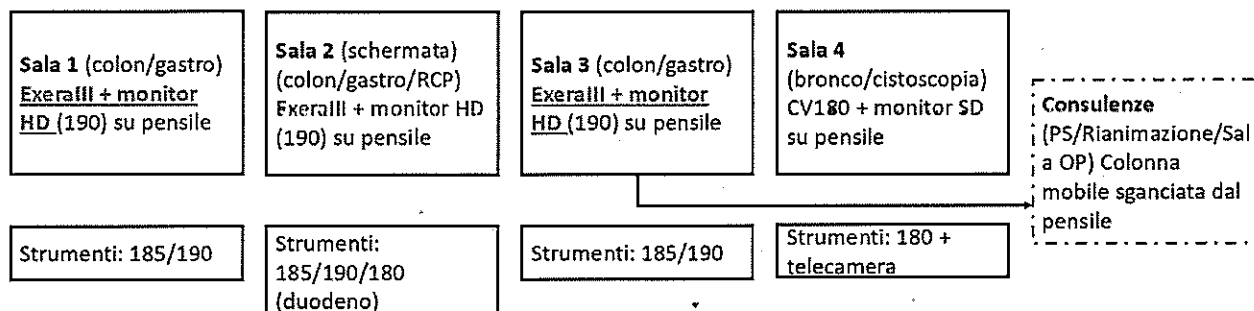 Sala 1 (colon/gastro)
ExeraIII + monitor
HD (190) su pensile
Sala 2 (schermata)
(colon/gastro/RCP)
ExeraIII + monitor HD
(190) su pensile
Sala 3 (colon/gastro)
ExeraIII + monitor
HD (190) su pensile
Sala 4
(bronco/cistoscopia)
CV180 + monitor SD
su pensile
Consulenze
(PS/Rianimazione/Sal
a OP) Colonna
mobile sganciata dal
pensile
Strumenti: 185/190
Strumenti:
185/190/180
(duodeno)
Strumenti: 185/190
Strumenti: 180 +
telecamera